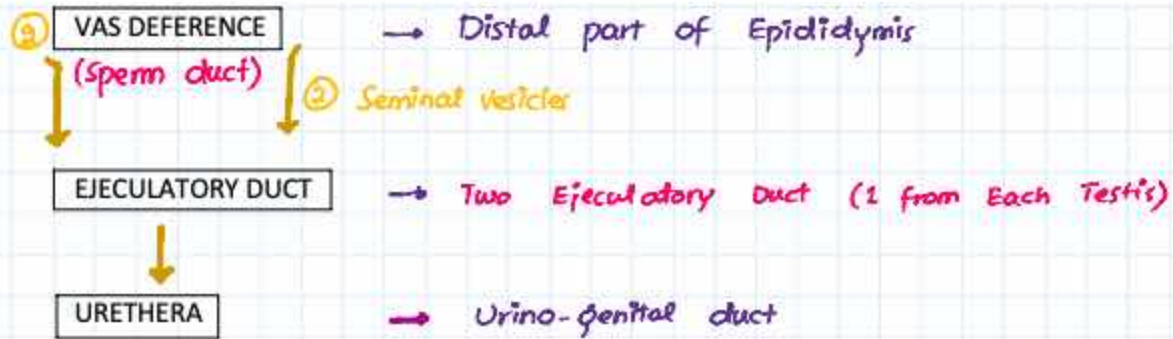 ② VAS DEFERENCE → Distal part of Epididymis
(Sperm duct)
② Seminal vesicles
EJECULATORY DUCT → Two Ejeculatory Duct (1 from Each Testis)
URETHERA → Urino-genital duct